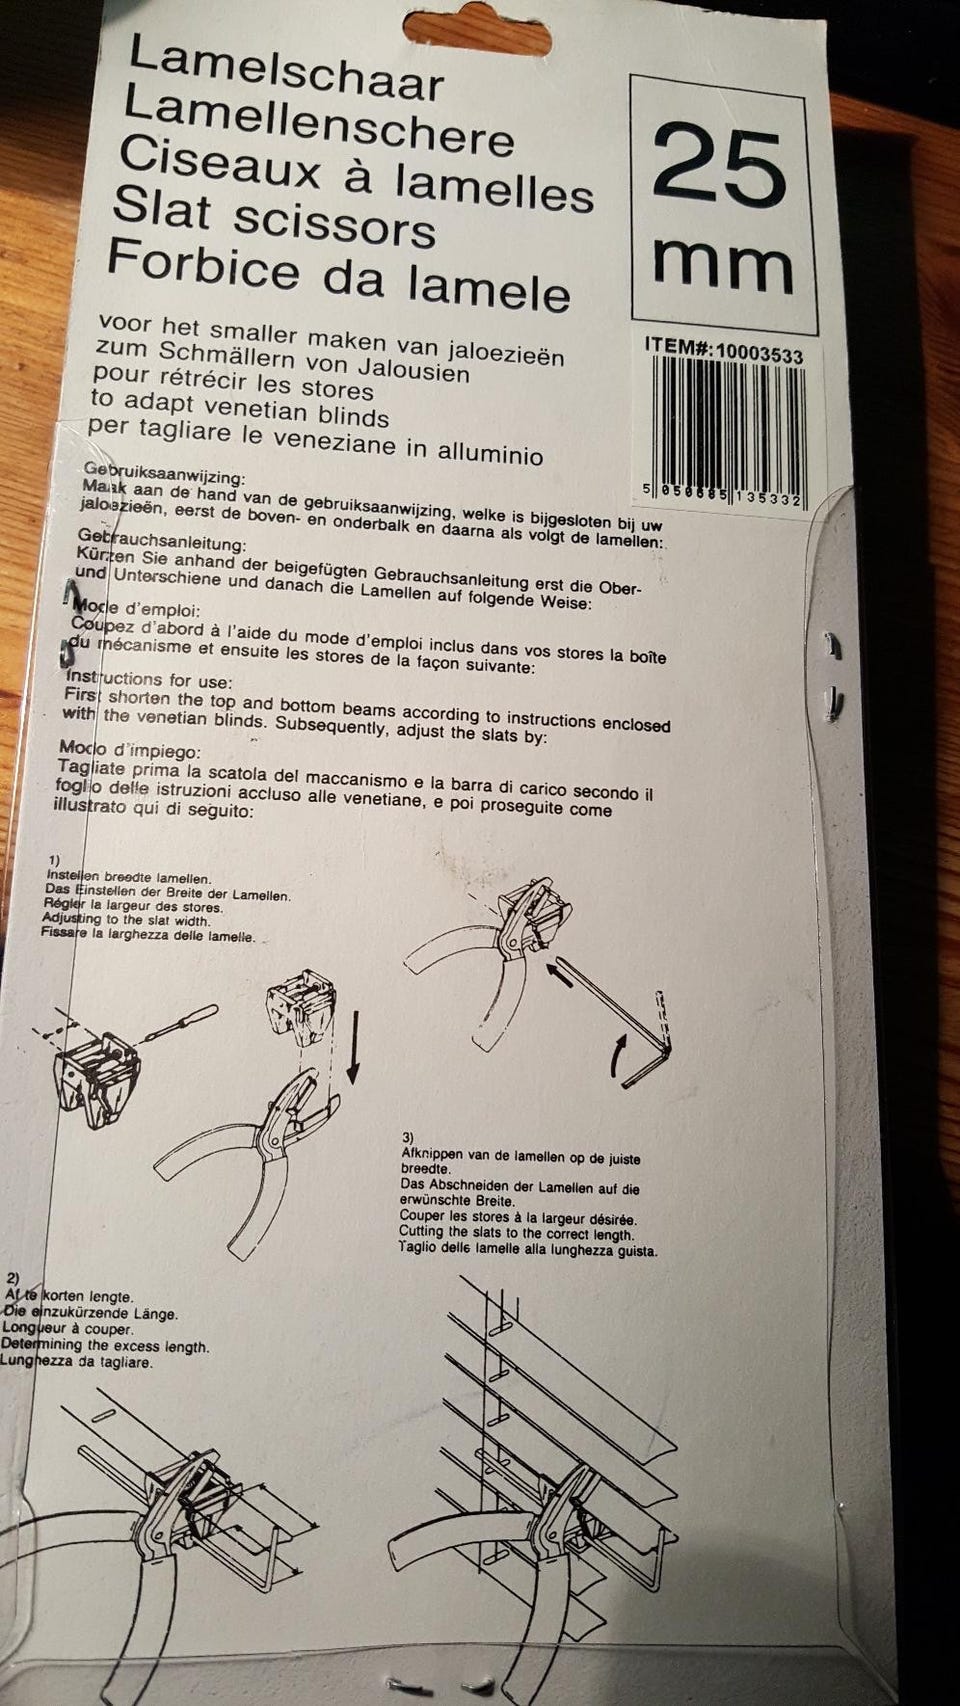 Lamelschaar
Lamellenschere
Ciseaux à lamelles
Slat scissors
Forbice da lamele
25
mm
voor het smaller maken van jaloezieën
zum Schmällern von Jalousien
pour rétrécir les stores
to adapt venetian blinds
per tagliare le veneziane in alluminio
ITEM#:10003533
5 050685 135332
Gebruiksaanwijzing:
Maak aan de hand van de gebruiksaanwijzing, welke is bijgesloten bij uw
jaloezieën, eerst de boven- en onderbalk en daarna als volgt de lamellen:
Gebrauchsanleitung:
Kürzen Sie anhand der beigefügten Gebrauchsanleitung erst die Ober-
und Unterschiene und danach die Lamellen auf folgende Weise:
Mode d'emploi:
Coupez d'abord à l'aide du mode d'emploi inclus dans vos stores la boîte
du mécanisme et ensuite les stores de la façon suivante:
Instructions for use:
First shorten the top and bottom beams according to instructions enclosed
with the venetian blinds. Subsequently, adjust the slats by:
Modo d'impiego:
Tagliate prima la scatola del maccanismo e la barra di carico secondo il
foglio delle istruzioni accluso alle venetiane, e poi proseguite come
illustrato qui di seguito:
1)
Instellen breedte lamellen.
Das Einstellen der Breite der Lamellen.
Régler la largeur des stores.
Adjusting to the slat width.
Fissare la larghezza delle lamelle.
3)
Afknippen van de lamellen op de juiste
breedte.
Das Abschneiden der Lamellen auf die
erwünschte Breite.
Couper les stores à la largeur désirée.
Cutting the slats to the correct length.
Taglio delle lamelle alla lunghezza guista.
2)
Af te korten lengte.
Die einzukürzende Länge.
Longueur à couper.
Determining the excess length.
Lunghezza da tagliare.